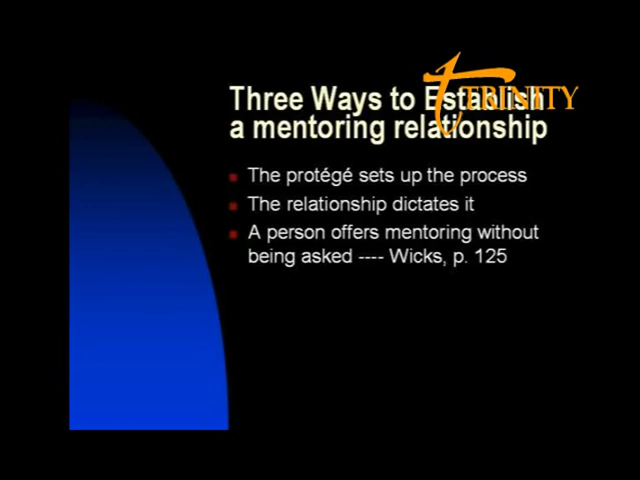 TRINITY
Three Ways to Establish
a mentoring relationship
The protégé sets up the process
The relationship dictates it
A person offers mentoring without
being asked ---- Wicks, p. 125